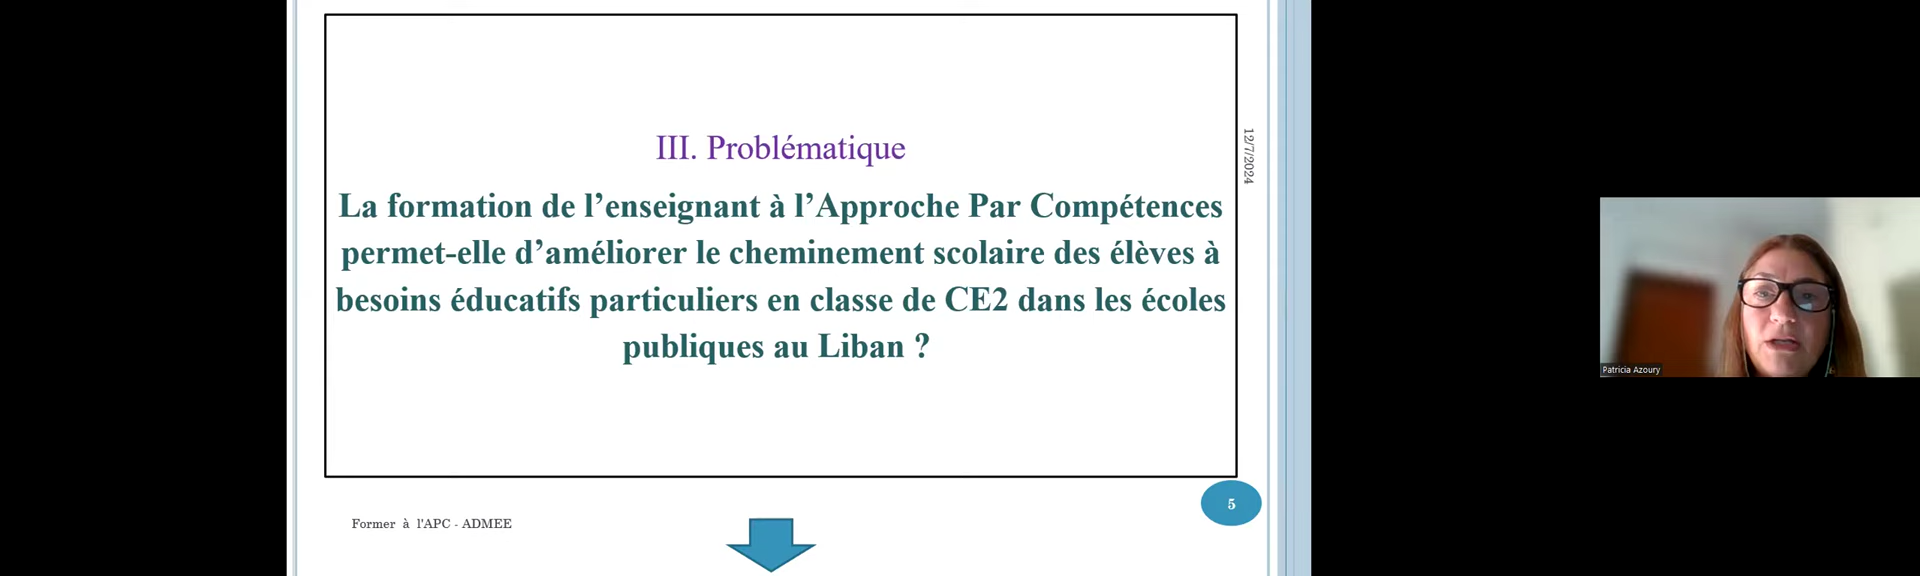 III. Problématique
La formation de l’enseignant à l’Approche Par Compétences
permet-elle d’améliorer le cheminement scolaire des élèves à
besoins éducatifs particuliers en classe de CE2 dans les écoles
publiques au Liban ?
12/7/2024
5
Former à l'APC - ADMEE
Patricia Azoury